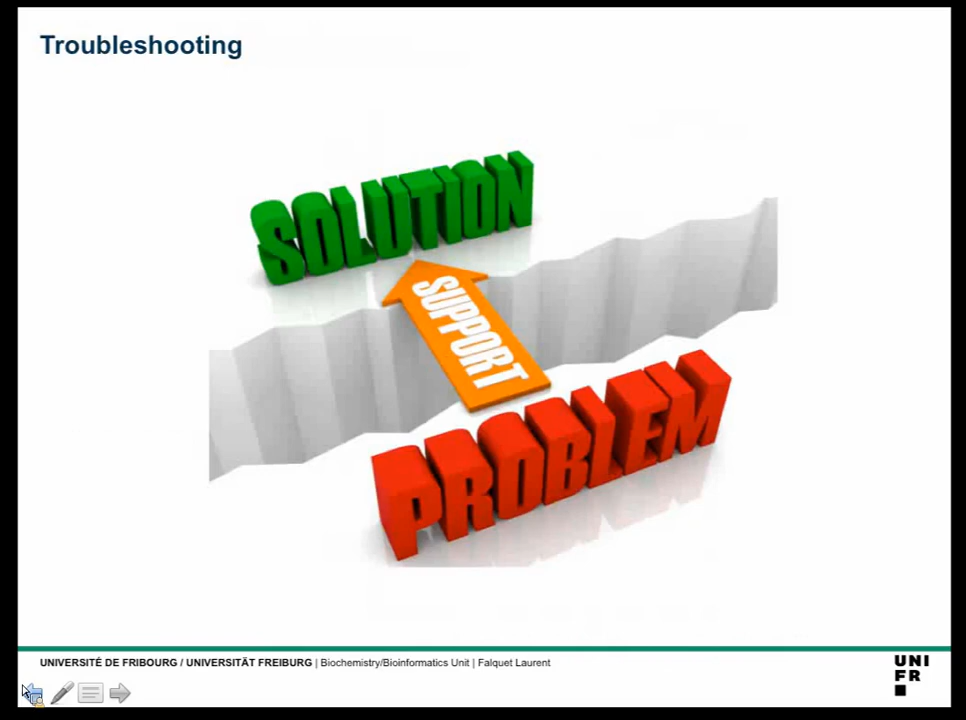 Troubleshooting
SOLUTION
SUPPORT
PROBLEM
UNIVERSITÉ DE FRIBOURG / UNIVERSITÄT FREIBURG | Biochemistry/Bioinformatics Unit | Falquet Laurent
UNI
FR